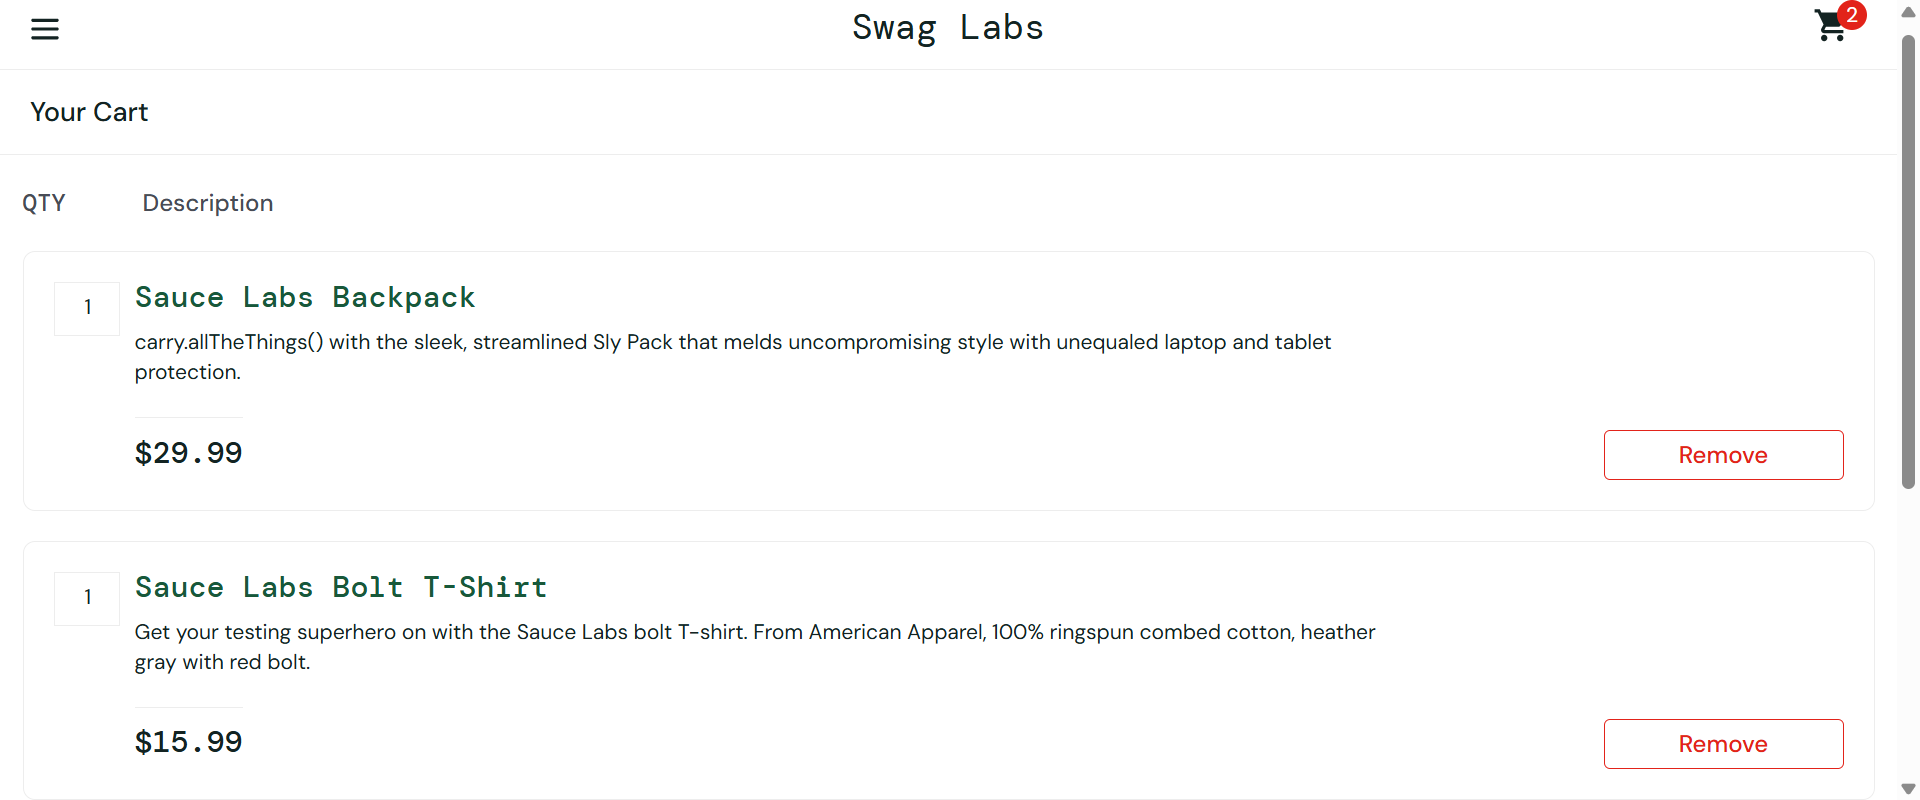 Swag Labs
2
Your Cart
QTY
Description
1
Sauce Labs Backpack
carry.allTheThings() with the sleek, streamlined Sly Pack that melds uncompromising style with unequaled laptop and tablet
protection.
$29.99
Remove
1
Sauce Labs Bolt T-Shirt
Get your testing superhero on with the Sauce Labs bolt T-shirt. From American Apparel, 100% ringspun combed cotton, heather
gray with red bolt.
$15.99
Remove